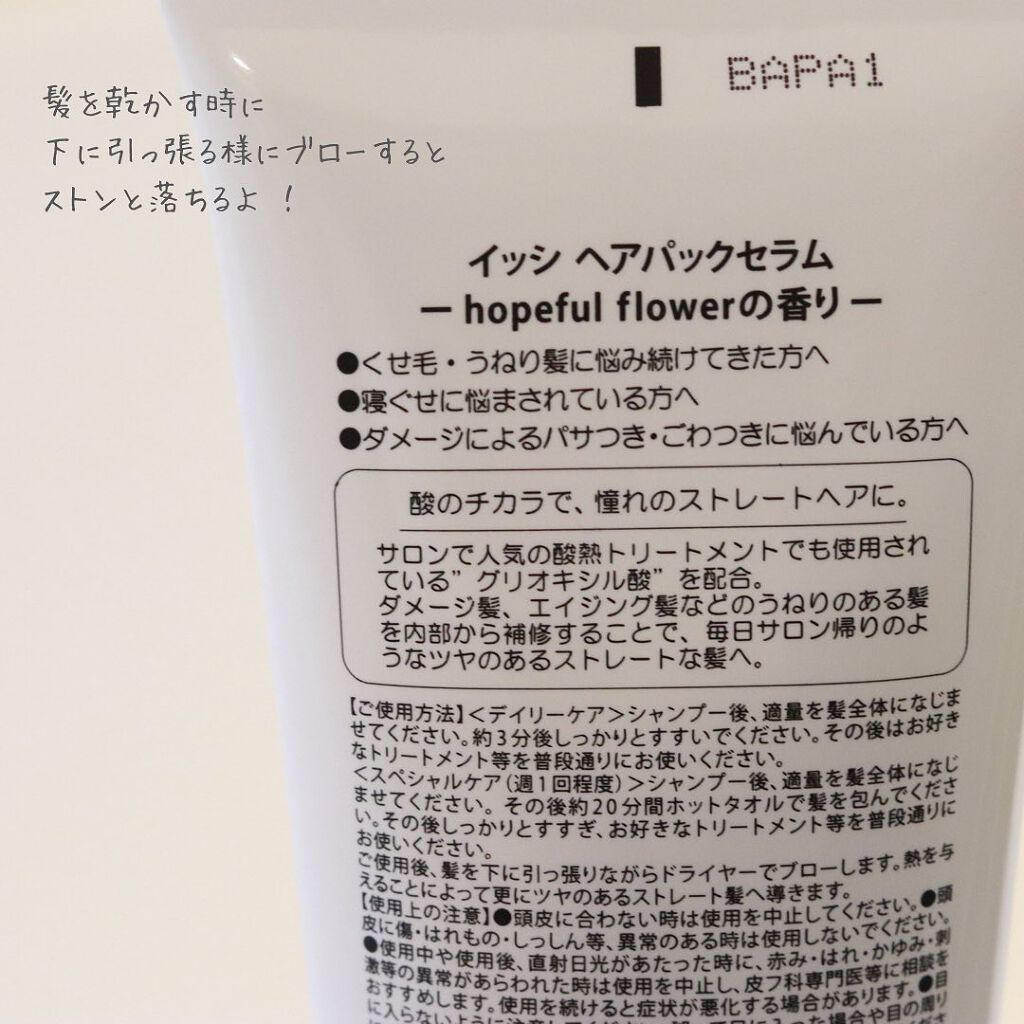 髪を乾かす時に
下に引っ張る様にブローすると
ストンと落ちるよ！
BAPA1
イッシ ヘアパックセラム
ー hopeful flowerの香り ー
●くせ毛・うねり髪に悩み続けてきた方へ
●寝ぐせに悩まされている方へ
●ダメージによるパサつき・ごわつきに悩んでいる方へ
酸のチカラで、憧れのストレートヘアに。
サロンで人気の酸熱トリートメントでも使用され
ている”グリオキシル酸”を配合。
ダメージ髪、エイジング髪などのうねりのある髪
を内部から補修することで、毎日サロン帰りのよ
うなツヤのあるストレートな髪へ。
【ご使用方法】＜デイリーケア＞シャンプー後、適量を髪全体になじま
せてください。約3分後しっかりとすすいでください。その後はお好き
なトリートメント等を普段通りにお使いください。
＜スペシャルケア（週1回程度）＞シャンプー後、適量を髪全体になじ
ませてください。その後約20分間ホットタオルで髪を包んでくださ
い。その後しっかりとすすぎ、お好きなトリートメント等を普段通りに
お使いください。
ご使用後、髪を下に引っ張りながらドライヤーでブローします。熱を与
えることによって更にツヤのあるストレート髪へ導きます。
【使用上の注意】●頭皮に合わない時は使用を中止してください。●頭
皮に傷・はれもの・しっしん等、異常のある時は使用しないでください。
●使用中や使用後、直射日光があたった時に、赤み・はれ・かゆみ・刺
激等の異常があらわれた時は使用を中止し、皮フ科専門医等に相談を
おすすめします。使用を続けると症状が悪化する場合があります。●目
に入らないように注意して